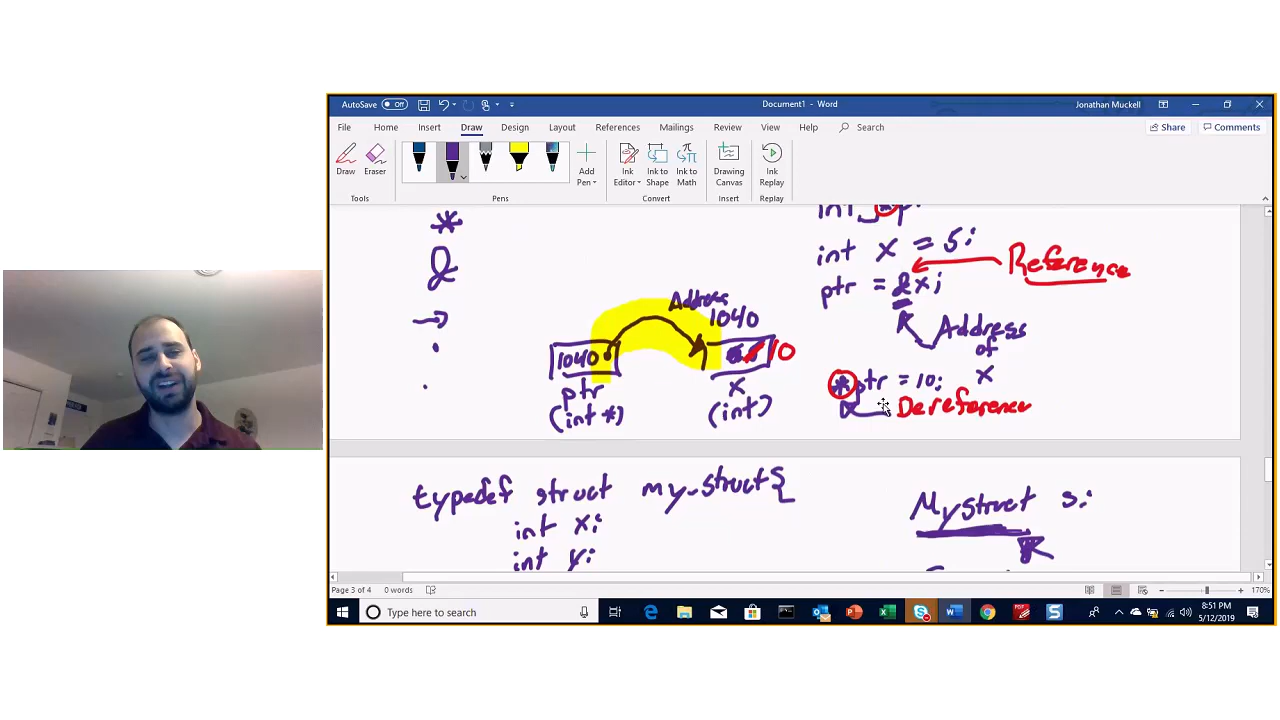 AutoSave Off Document1 - Word Jonathan Muckell
File Home Insert Draw Design Layout References Mailings Review View Help Search Share Comments
Draw Eraser Add Pen Ink Editor Ink to Shape Ink to Math Drawing Canvas Ink Replay
Tools Pens Convert Insert Replay
*
&
→
.
int *p
int x = 5;
Reference
ptr = &x;
Address of x
*ptr = 10;
Dereference
Address
1040
1040
10
ptr
(int *)
x
(int)
typedef struct my_struct{
int x;
int y;
MyStruct s;
Page 3 of 4 0 words 170%
Type here to search
8:51 PM
5/12/2019